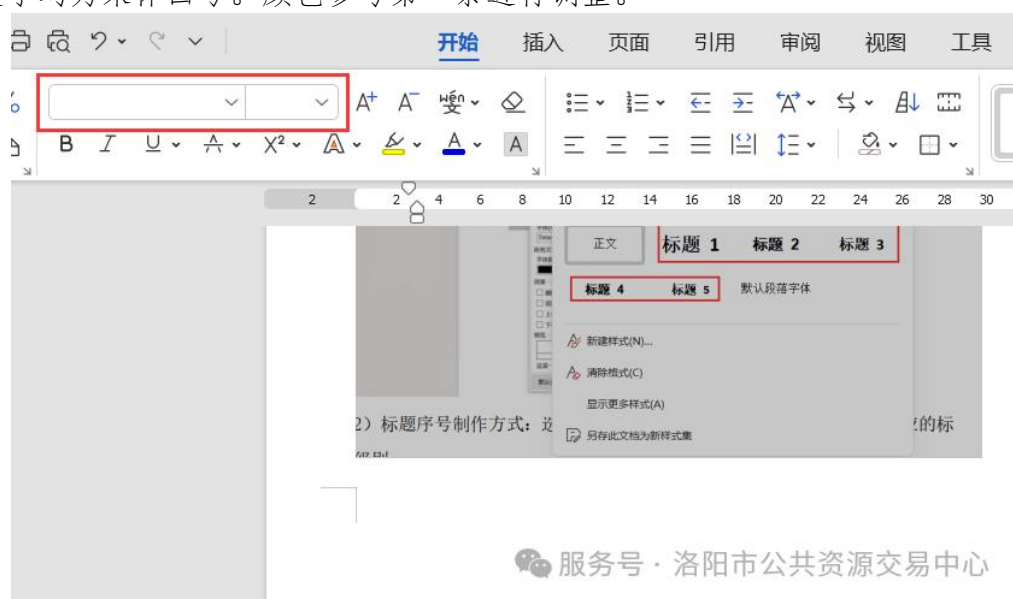 开始 插入 页面 引用 审阅 视图 工具
A+ A- wén 变
B I U A X² A A A
2 2 4 6 8 10 12 14 16 18 20 22 24 26 28 30
正文 标题 1 标题 2 标题 3
标题 4 标题 5 默认段落字体
新建样式(N)...
清除格式(C)
显示更多样式(A)
2）标题序号制作方式：选 的标
另存此文档为新样式集
服务号 · 洛阳市公共资源交易中心